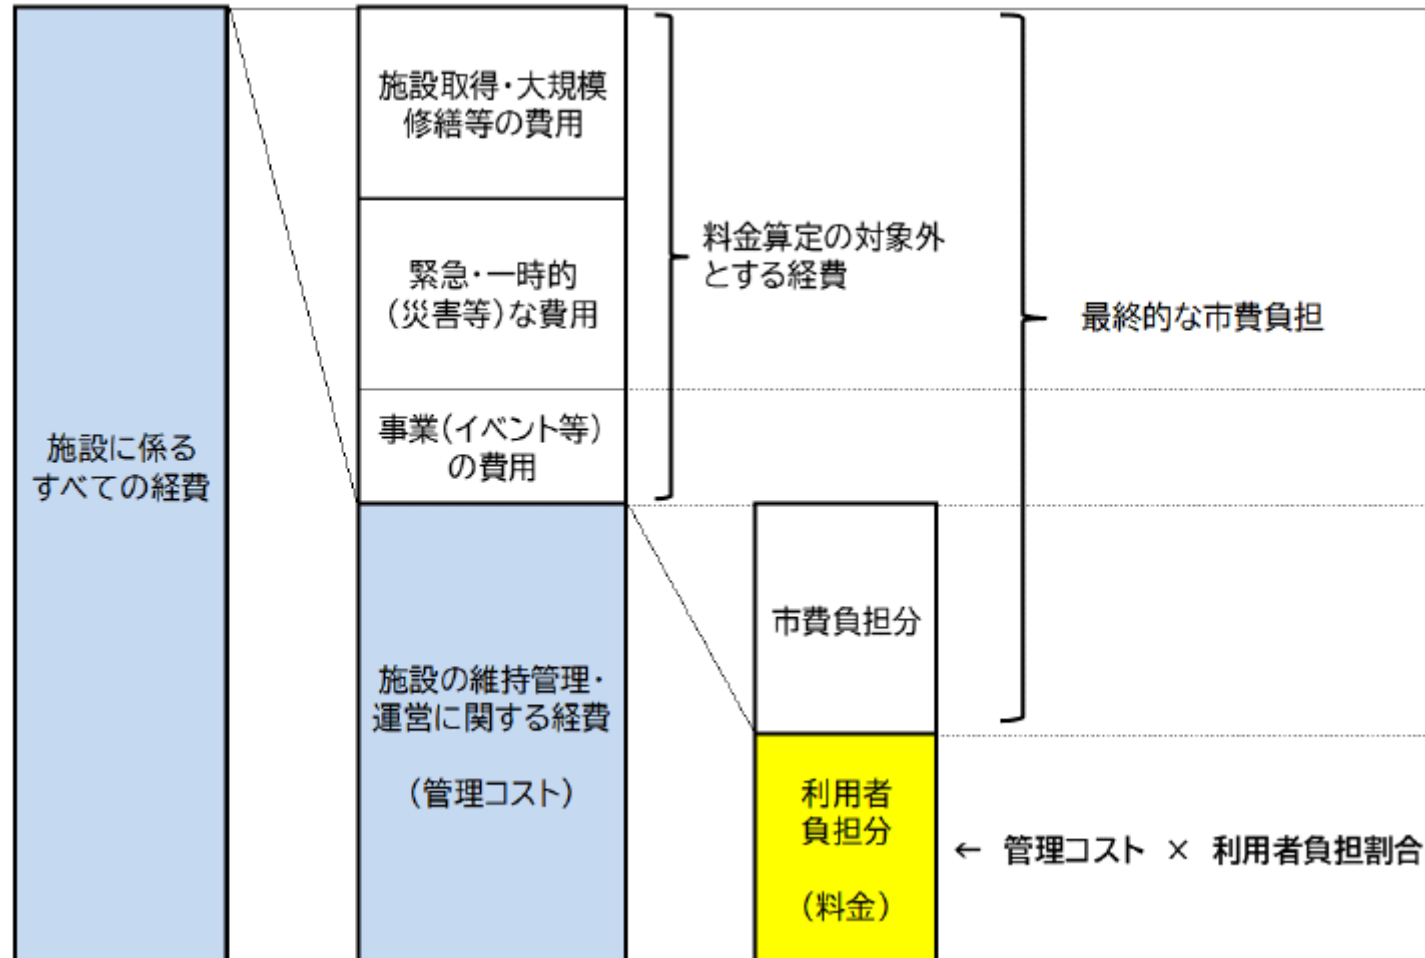 施設に係る
すべての経費
施設取得・大規模
修繕等の費用
緊急・一時的
(災害等)な費用
事業(イベント等)
の費用
施設の維持管理・
運営に関する経費
(管理コスト)
料金算定の対象外
とする経費
市費負担分
利用者
負担分
(料金)
最終的な市費負担
← 管理コスト × 利用者負担割合